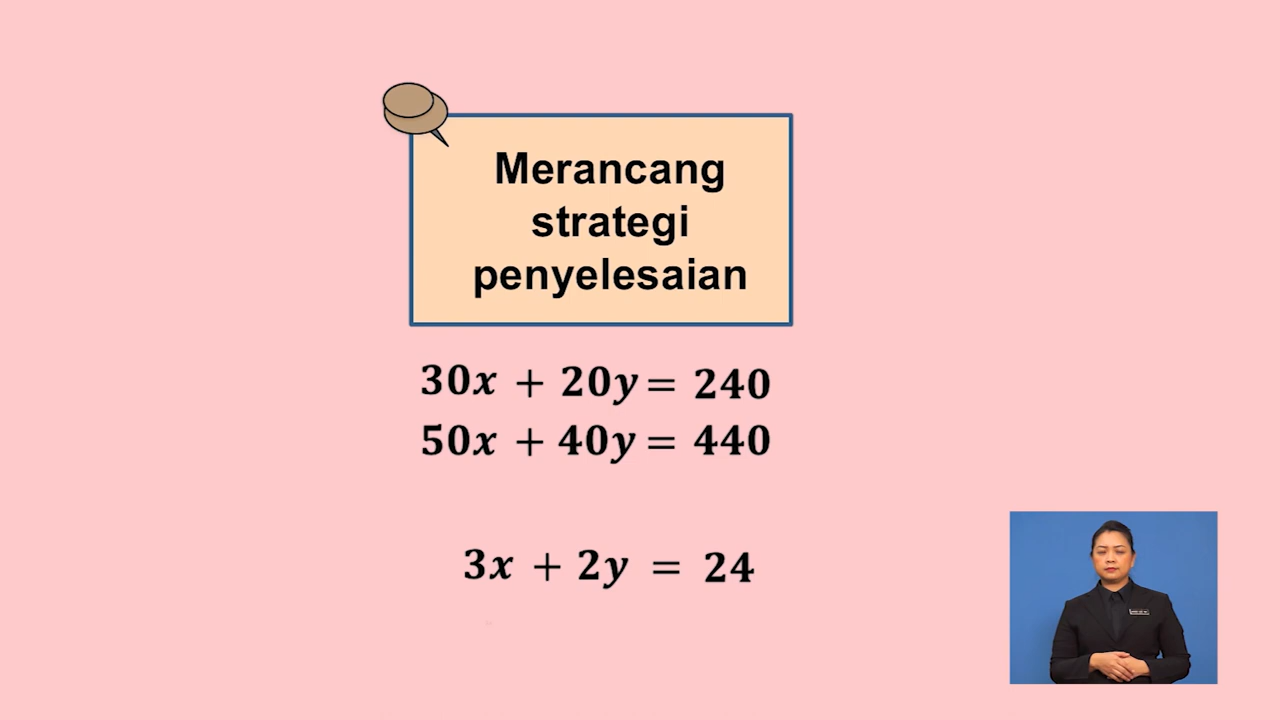 Merancang
strategi
penyelesaian
30x + 20y = 240
50x + 40y = 440
3x + 2y = 24